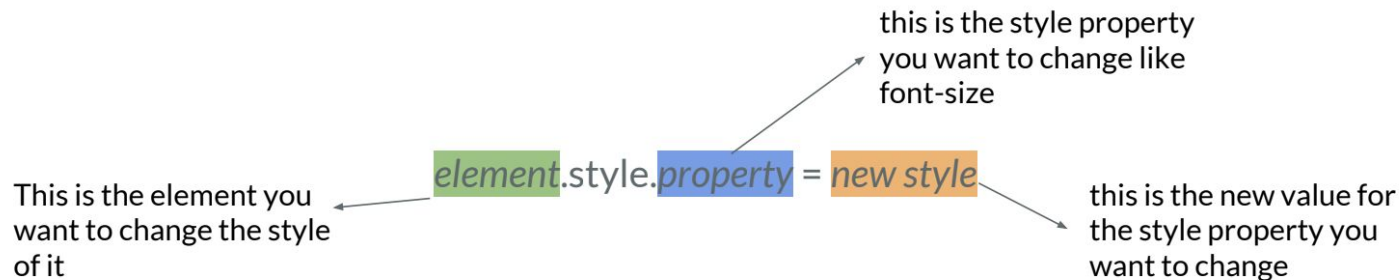 this is the style property
you want to change like
font-size
element.style.property = new style
This is the element you
want to change the style
of it
this is the new value for
the style property you
want to change